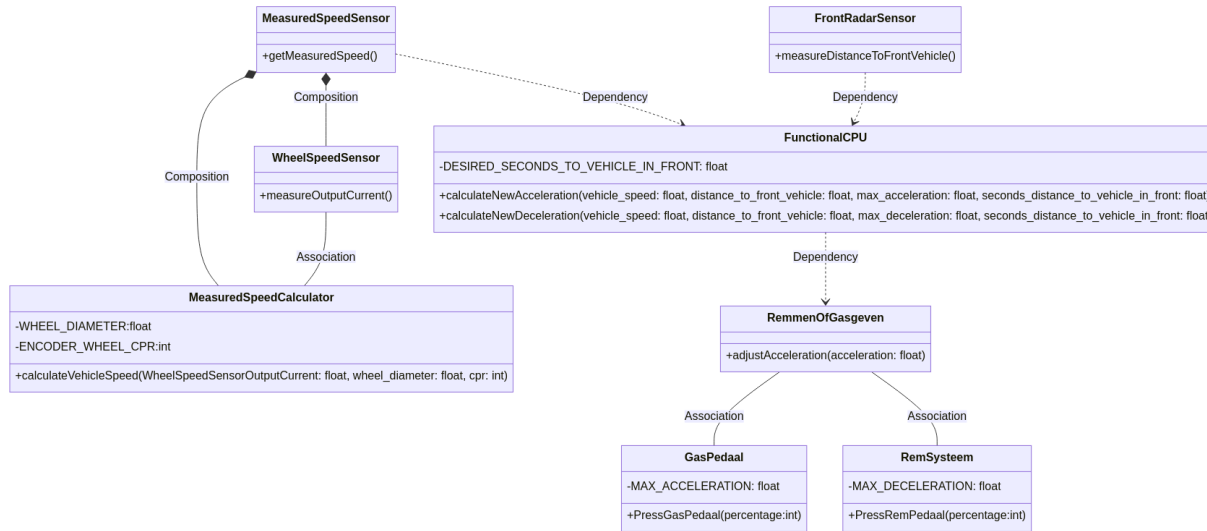 MeasuredSpeedSensor
+getMeasuredSpeed()
FrontRadarSensor
+measureDistanceToFrontVehicle()
Composition
Dependency
Dependency
FunctionalCPU
-DESIRED_SECONDS_TO_VEHICLE_IN_FRONT: float
+calculateNewAcceleration(vehicle_speed: float, distance_to_front_vehicle: float, max_acceleration: float, seconds_distance_to_vehicle_in_front: float)
+calculateNewDeceleration(vehicle_speed: float, distance_to_front_vehicle: float, max_deceleration: float, seconds_distance_to_vehicle_in_front: float
WheelSpeedSensor
+measureOutputCurrent()
Composition
Association
Dependency
MeasuredSpeedCalculator
-WHEEL_DIAMETER:float
-ENCODER_WHEEL_CPR:int
+calculateVehicleSpeed(WheelSpeedSensorOutputCurrent: float, wheel_diameter: float, cpr: int)
RemmenOfGasgeven
+adjustAcceleration(acceleration: float)
Association
Association
GasPedaal
-MAX_ACCELERATION: float
+PressGasPedaal(percentage:int)
RemSysteem
-MAX_DECELERATION: float
+PressRemPedaal(percentage:int)